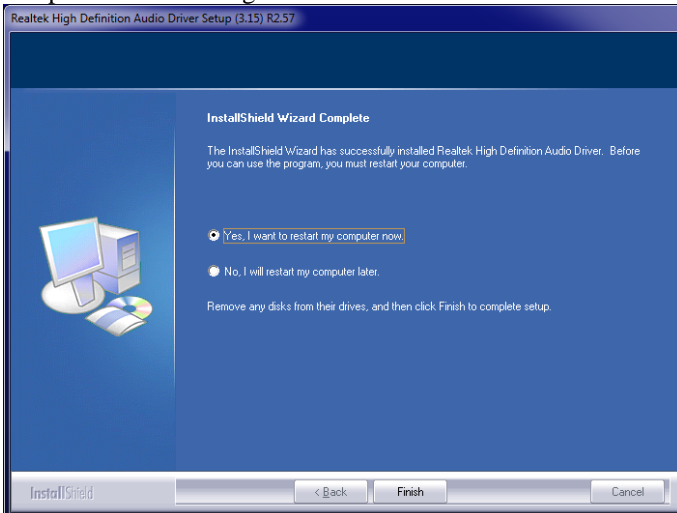 Realtek High Definition Audio Driver Setup (3.15) R2.57
InstallShield Wizard Complete
The InstallShield Wizard has successfully installed Realtek High Definition Audio Driver. Before
you can use the program, you must restart your computer.
Yes, I want to restart my computer now.
No, I will restart my computer later.
Remove any disks from their drives, and then click Finish to complete setup.
InstallShield
< Back
Finish
Cancel